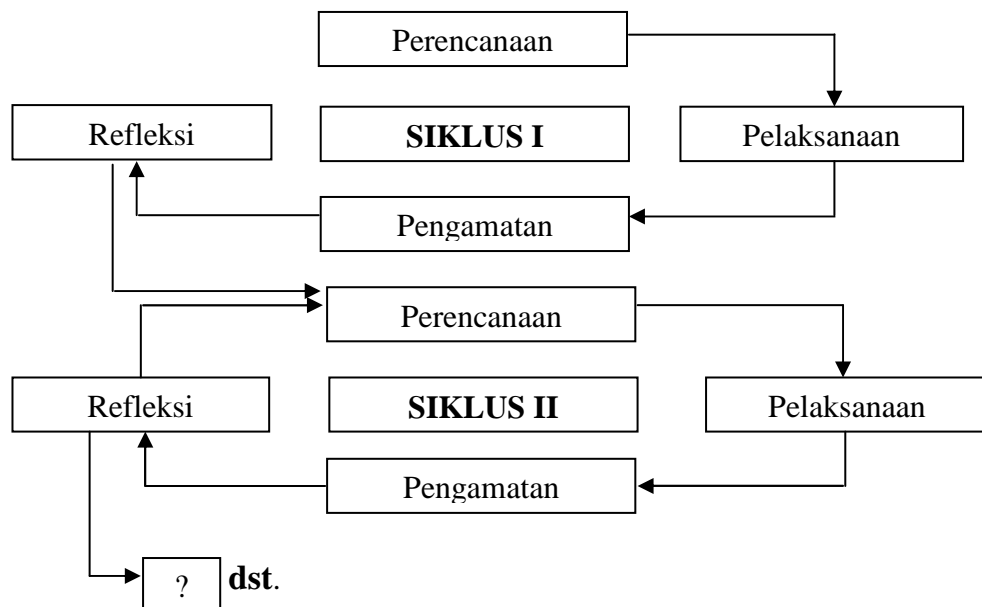 Perencanaan
Refleksi
SIKLUS I
Pelaksanaan
Pengamatan
Perencanaan
Refleksi
SIKLUS II
Pelaksanaan
Pengamatan
? dst.